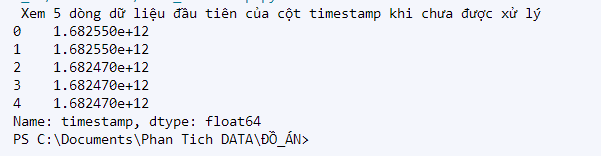 Xem 5 dòng dữ liệu đầu tiên của cột timestamp khi chưa được xử lý
0    1.682550e+12
1    1.682550e+12
2    1.682470e+12
3    1.682470e+12
4    1.682470e+12
Name: timestamp, dtype: float64
PS C:\Documents\Phan Tich DATA\ĐỒ_ÁN>